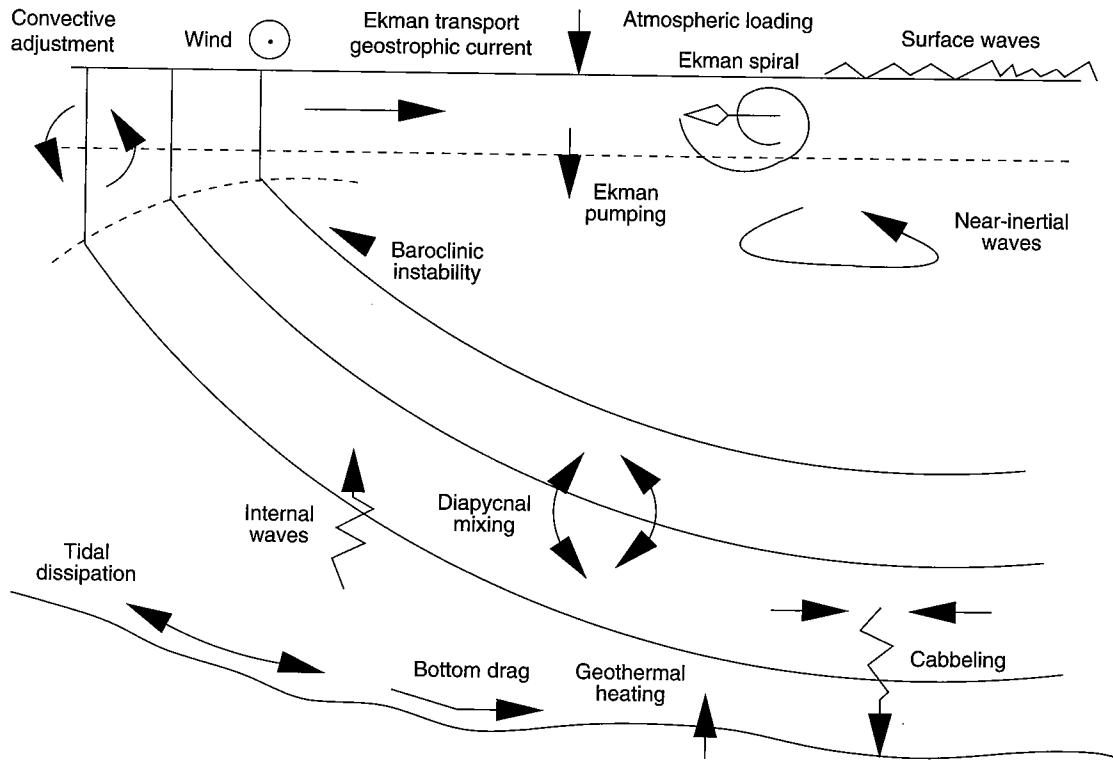 Convective
adjustment
Wind
Ekman transport
geostrophic current
Atmospheric loading
Ekman spiral
Surface waves
Ekman
pumping
Near-inertial
waves
Baroclinic
instability
Internal
waves
Diapycnal
mixing
Tidal
dissipation
Bottom drag
Geothermal
heating
Cabbeling